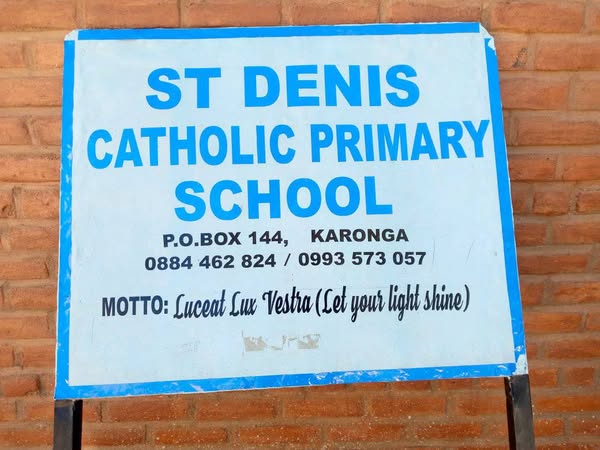 ST DENIS
CATHOLIC PRIMARY
SCHOOL
P.O.BOX 144, KARONGA
0884 462 824 / 0993 573 057
MOTTO: Luceat Lux Vestra (Let your light shine)